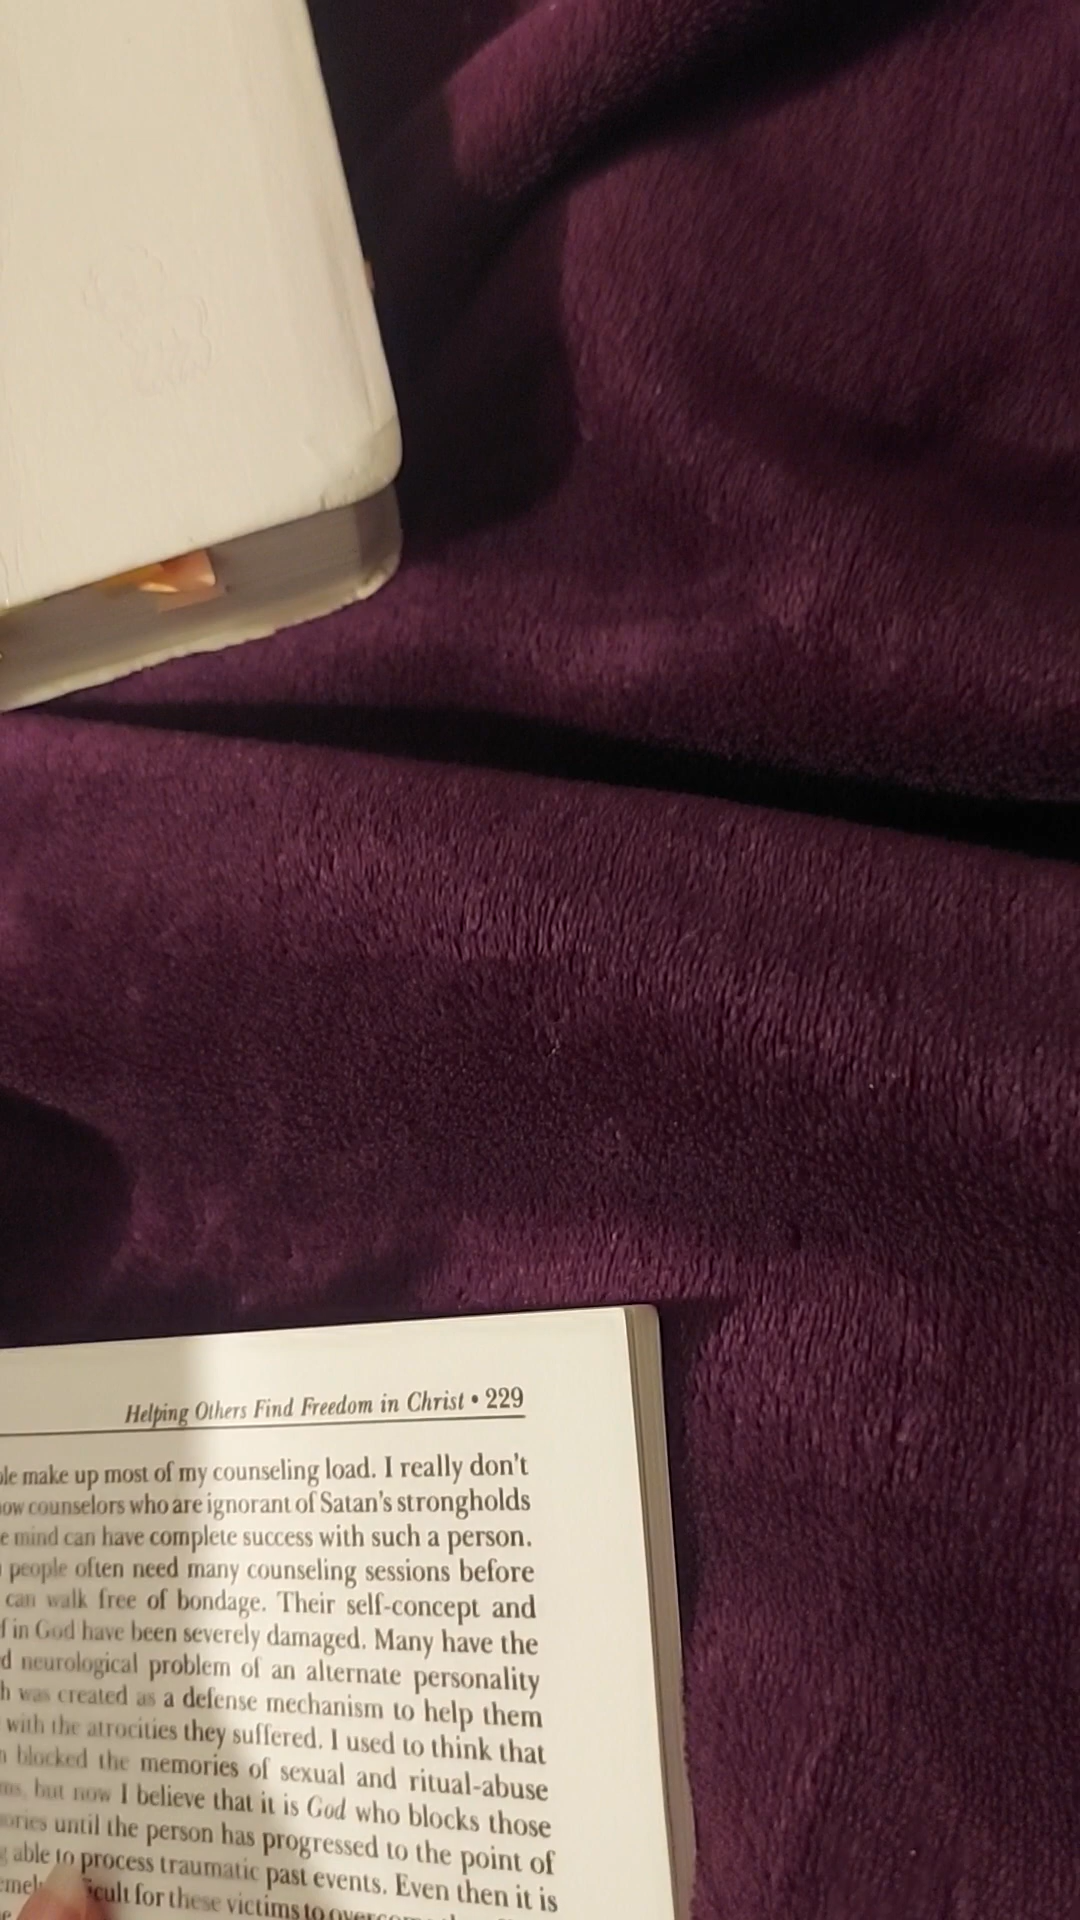 Helping Others Find Freedom in Christ • 229
make up most of my counseling load. I really don't
counselors who are ignorant of Satan's strongholds
mind can have complete success with such a person.
people often need many counseling sessions before
can walk free of bondage. Their self-concept and
in God have been severely damaged. Many have the
neurological problem of an alternate personality
was created as a defense mechanism to help them
with the atrocities they suffered. I used to think that
blocked the memories of sexual and ritual-abuse
but now I believe that it is God who blocks those
until the person has progressed to the point of
able to process traumatic past events. Even then it is
for these victims to